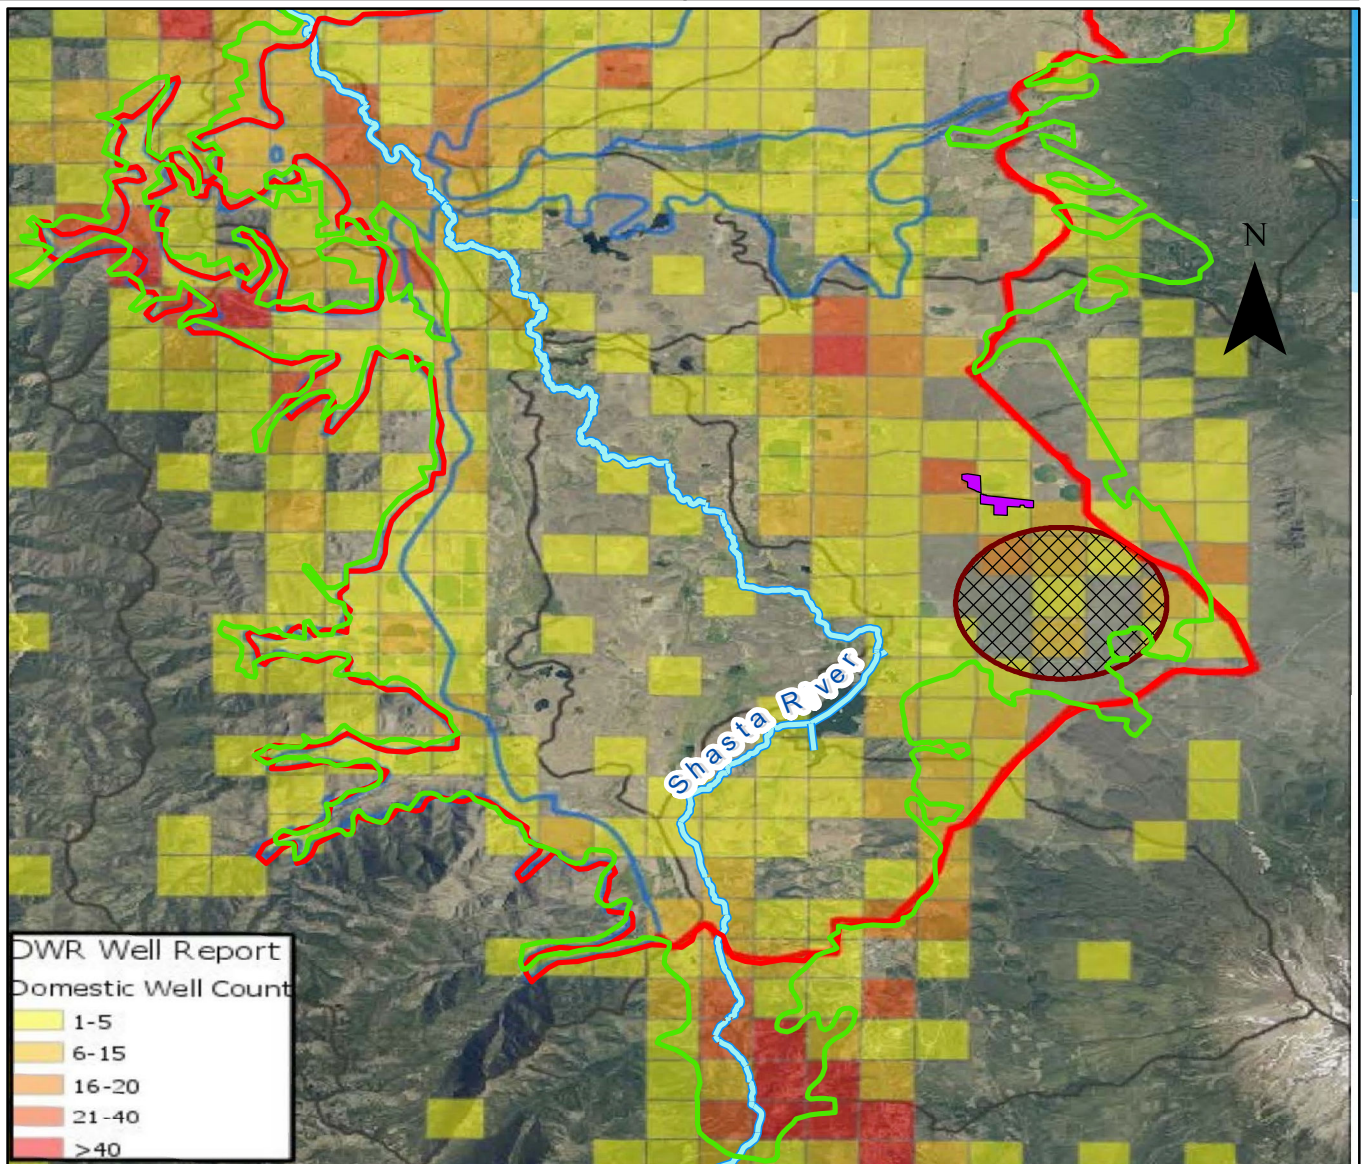 N
Shasta River
DWR Well Report
Domestic Well Count
1-5
6-15
16-20
21-40
>40